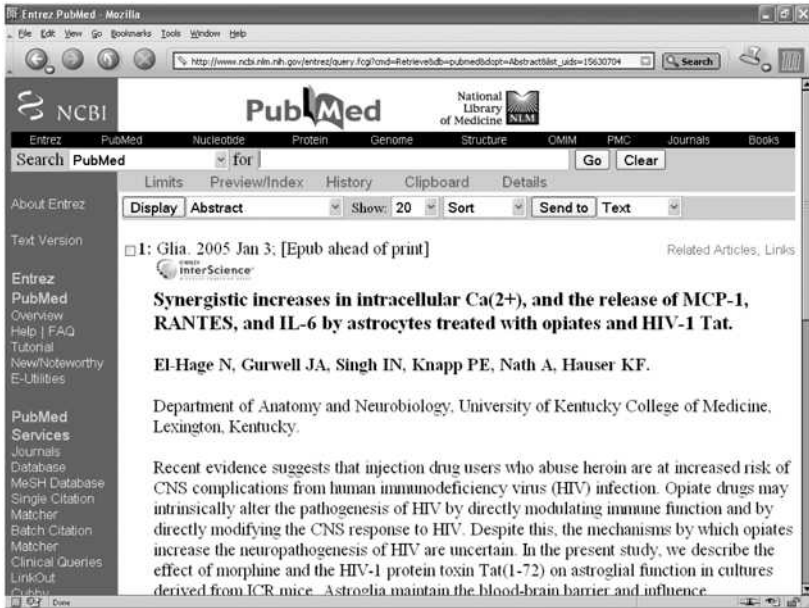 Entrez PubMed - Mozilla
File Edit View Go Bookmarks Tools Window Help
http://www.ncbi.nlm.nih.gov/entrez/query.fcgi?cmd=Retrieve&db=pubmed&dopt=Abstract&list_uids=15630704 Search
NCBI PubMed National Library of Medicine NLM
Entrez PubMed Nucleotide Protein Genome Structure OMIM PMC Journals Books
Search PubMed for Go Clear
Limits Preview/Index History Clipboard Details
Display Abstract Show: 20 Sort Send to Text
About Entrez
Text Version
Entrez
PubMed
Overview
Help | FAQ
Tutorial
New/Noteworthy
E-Utilities
PubMed
Services
Journals
Database
MeSH Database
Single Citation
Matcher
Batch Citation
Matcher
Clinical Queries
LinkOut
Cubby
1: Glia. 2005 Jan 3; [Epub ahead of print] Related Articles, Links
InterScience
Synergistic increases in intracellular Ca(2+), and the release of MCP-1,
RANTES, and IL-6 by astrocytes treated with opiates and HIV-1 Tat.
El-Hage N, Gurwell JA, Singh IN, Knapp PE, Nath A, Hauser KF.
Department of Anatomy and Neurobiology, University of Kentucky College of Medicine,
Lexington, Kentucky.
Recent evidence suggests that injection drug users who abuse heroin are at increased risk of
CNS complications from human immunodeficiency virus (HIV) infection. Opiate drugs may
intrinsically alter the pathogenesis of HIV by directly modulating immune function and by
directly modifying the CNS response to HIV. Despite this, the mechanisms by which opiates
increase the neuropathogenesis of HIV are uncertain. In the present study, we describe the
effect of morphine and the HIV-1 protein toxin Tat(1-72) on astroglial function in cultures
derived from ICR mice. Astroglia maintain the blood-brain barrier and influence
Done